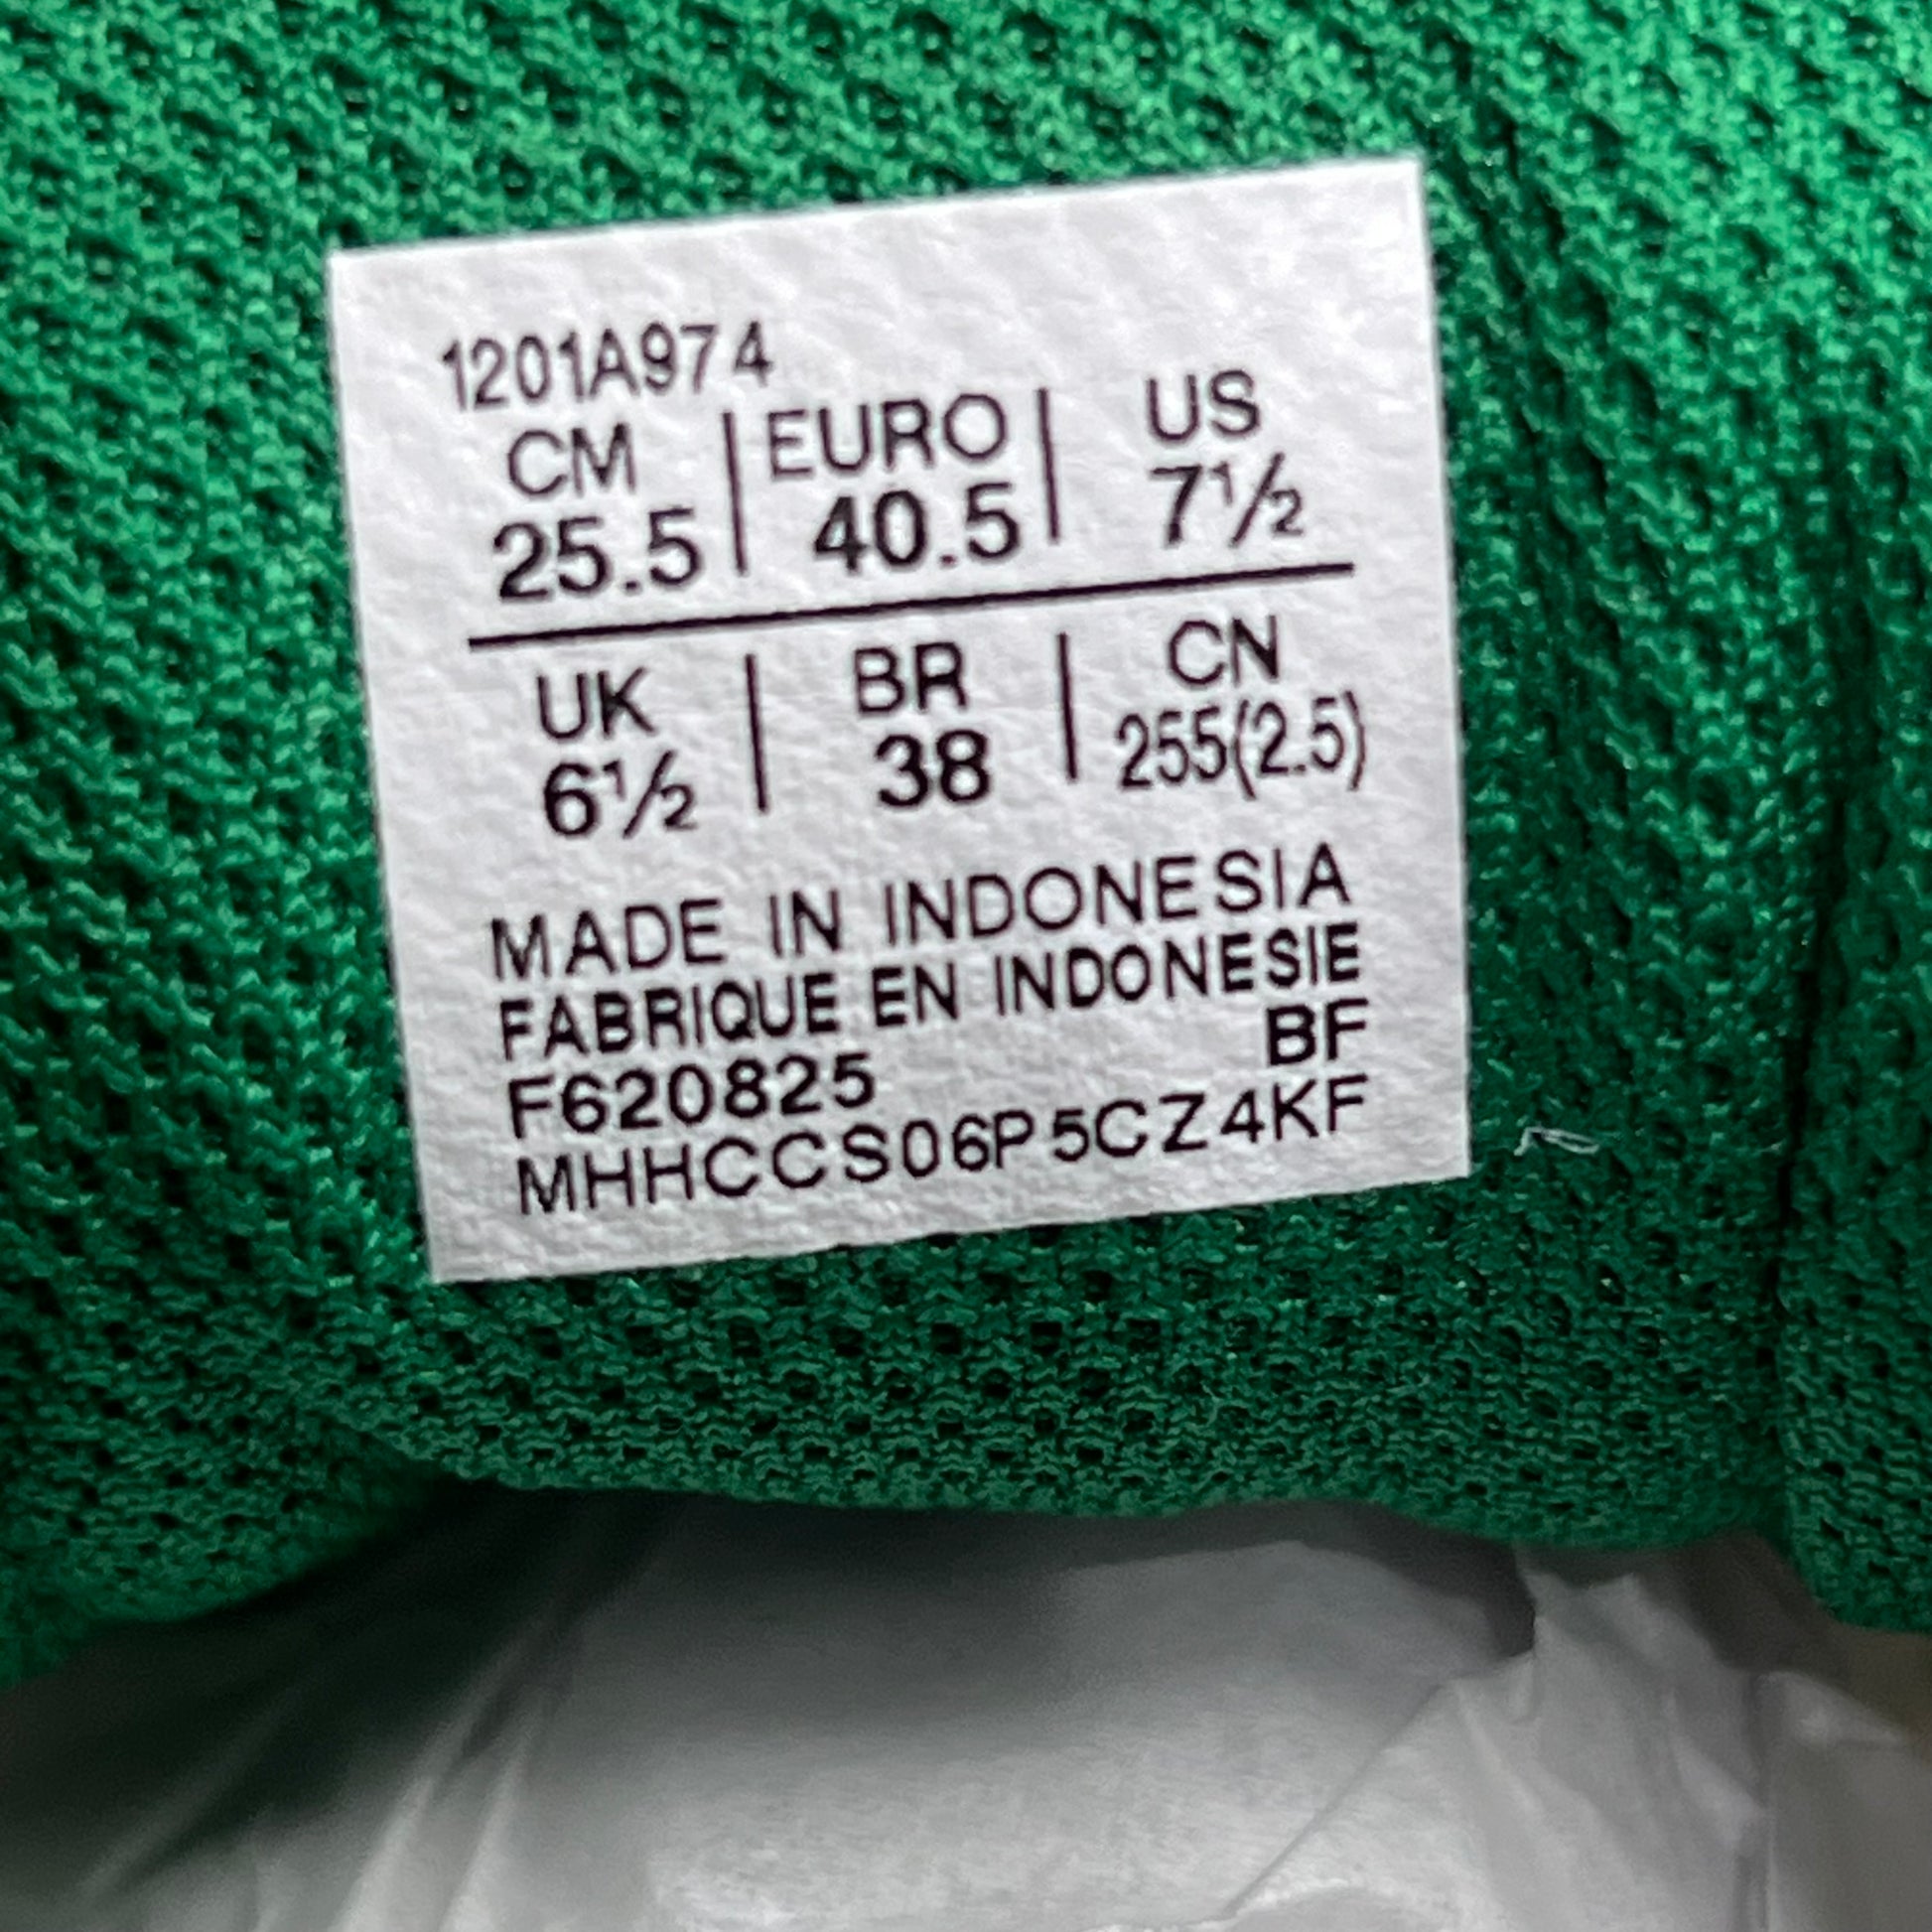 1201A974
CM | EURO | US
25.5 | 40.5 | 7½
UK | BR | CN
6½ | 38 | 255(2.5)
MADE IN INDONESIA
FABRIQUE EN INDONESIE
F620825 BF
MHHCCS06P5CZ4KF